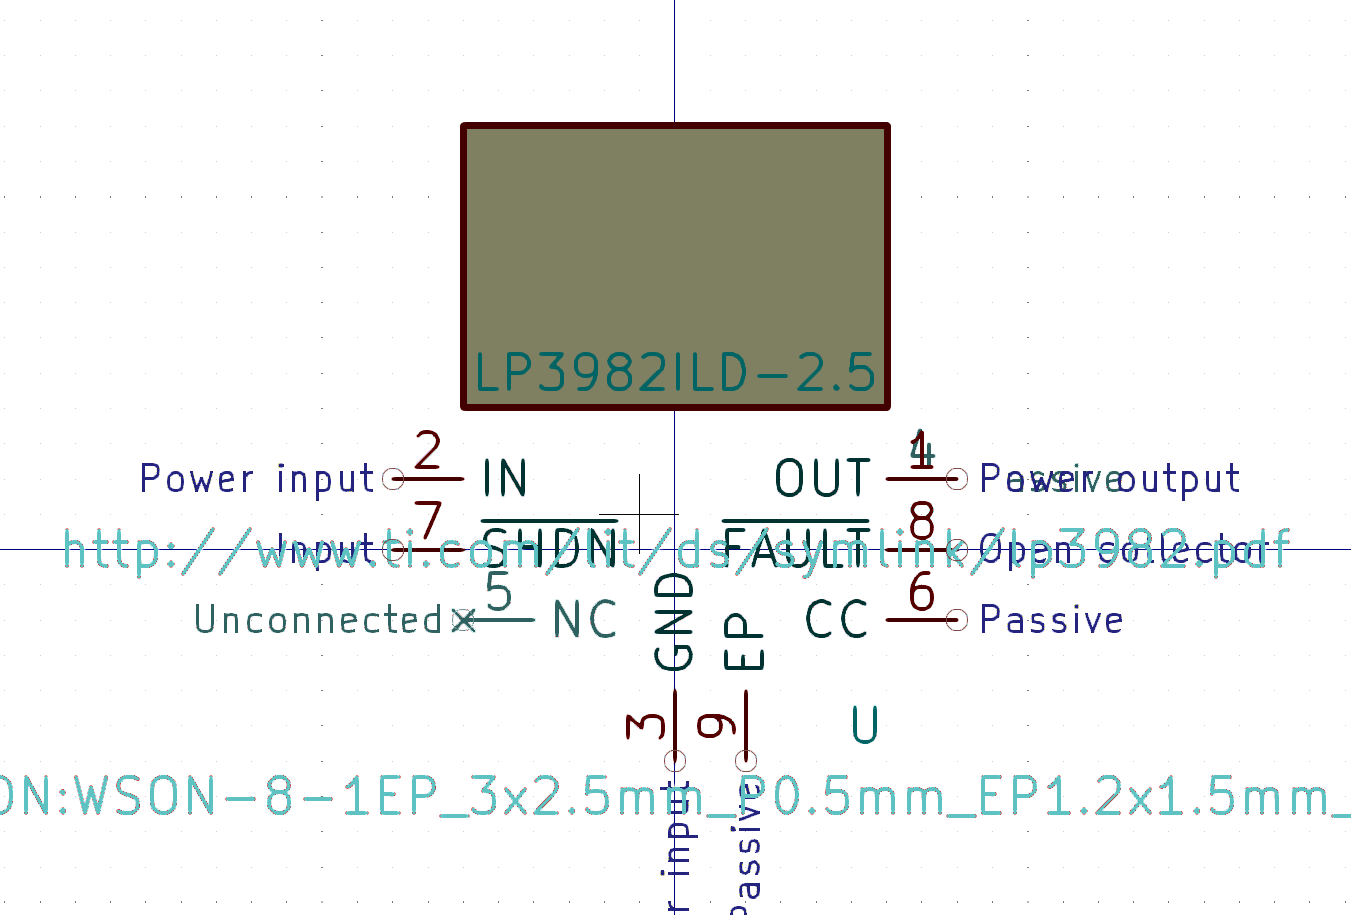 LP3982ILD-2.5
2
1
4
Power input
IN
OUT
Power output
Passive
7
8
Input
SHDN
FAULT
Open collector
http://www.ti.com/lit/ds/symlink/lp3982.pdf
5
6
Unconnected
NC
GND
EP
CC
Passive
3
9
U
ON:WSON-8-1EP_3x2.5mm_P0.5mm_EP1.2x1.5mm_
r input
Passive